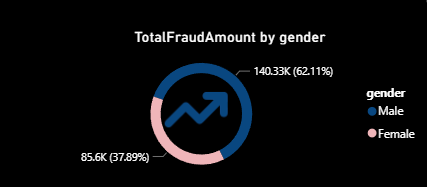 TotalFraudAmount by gender
140.33K (62.11%)
gender
Male
Female
85.6K (37.89%)